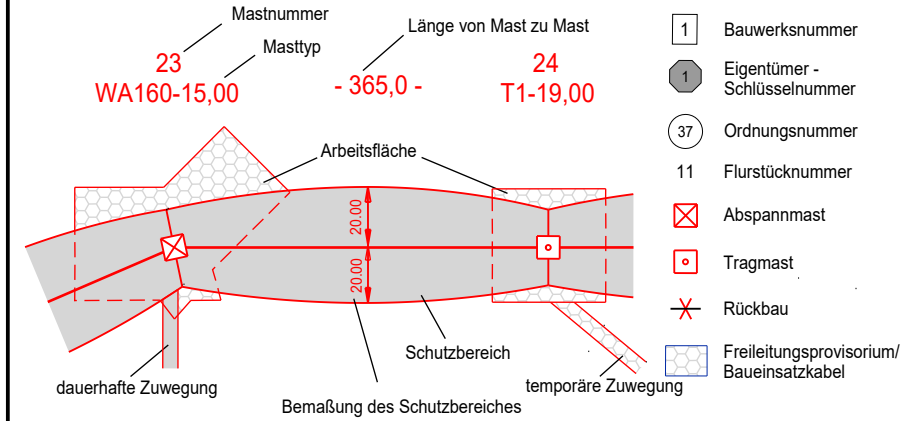 Mastnummer
Masttyp
23
WA160-15,00
Länge von Mast zu Mast
- 365,0 -
24
T1-19,00
Arbeitsfläche
20.00
20.00
Schutzbereich
dauerhafte Zuwegung
temporäre Zuwegung
Bemaßung des Schutzbereiches
1 Bauwerksnummer
1 Eigentümer -
Schlüsselnummer
37 Ordnungsnummer
11 Flurstücknummer
Abspannmast
Tragmast
Rückbau
Freileitungsprovisorium/
Baueinsatzkabel